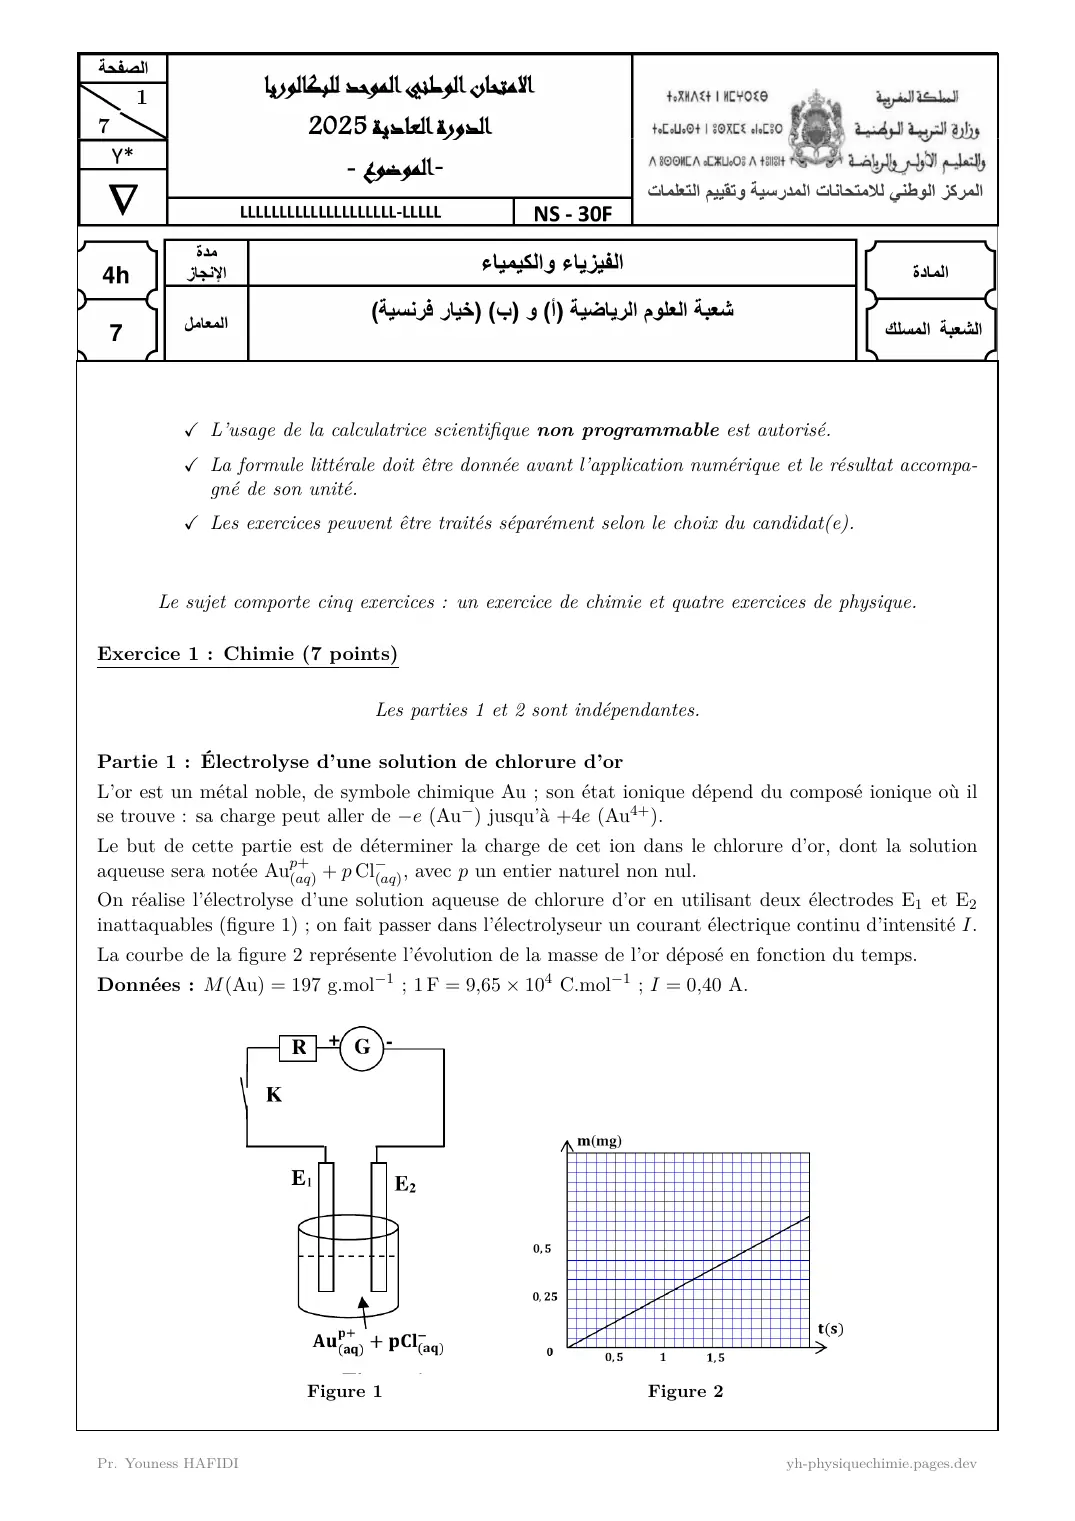 الصفحة
1
7
Y*
∇
الامتحان الوطني الموحد للبكالوريا
الدورة العادية 2025
- الموضوع -
LLLLLLLLLLLLLLLLLLLL-LLLLL
NS - 30F
ⵜⴰⴳⵍⴷⵉⵜ ⵏ ⵍⵎⵖⵔⵉⴱ
المملكة المغربية
وزارة التربية الوطنية
والتعليم الأولي والرياضة
المركز الوطني للامتحانات المدرسية وتقييم التعلمات
4h
مدة الإنجاز
الفيزياء والكيمياء
المادة
7
المعامل
شعبة العلوم الرياضية (أ) و (ب) (خيار فرنسية)
الشعبة المسلك
✓ L'usage de la calculatrice scientifique non programmable est autorisé.
✓ La formule littérale doit être donnée avant l'application numérique et le résultat accompa-
gné de son unité.
✓ Les exercices peuvent être traités séparément selon le choix du candidat(e).
Le sujet comporte cinq exercices : un exercice de chimie et quatre exercices de physique.
Exercice 1 : Chimie (7 points)
Les parties 1 et 2 sont indépendantes.
Partie 1 : Électrolyse d'une solution de chlorure d'or
L'or est un métal noble, de symbole chimique Au ; son état ionique dépend du composé ionique où il
se trouve : sa charge peut aller de −e (Au⁻) jusqu'à +4e (Au⁴⁺).
Le but de cette partie est de déterminer la charge de cet ion dans le chlorure d'or, dont la solution
aqueuse sera notée Au^{p+}_{(aq)} + p Cl^{−}_{(aq)}, avec p un entier naturel non nul.
On réalise l'électrolyse d'une solution aqueuse de chlorure d'or en utilisant deux électrodes E₁ et E₂
inattaquables (figure 1) ; on fait passer dans l'électrolyseur un courant électrique continu d'intensité I.
La courbe de la figure 2 représente l'évolution de la masse de l'or déposé en fonction du temps.
Données : M(Au) = 197 g.mol⁻¹ ; 1 F = 9,65 × 10⁴ C.mol⁻¹ ; I = 0,40 A.
R + G -
K
E₁
E₂
Au^{p+}_{(aq)} + pCl^{−}_{(aq)}
Figure 1
m(mg)
0,5
0,25
0
0,5 1 1,5
t(s)
Figure 2
Pr. Youness HAFIDI
yh-physiquechimie.pages.dev